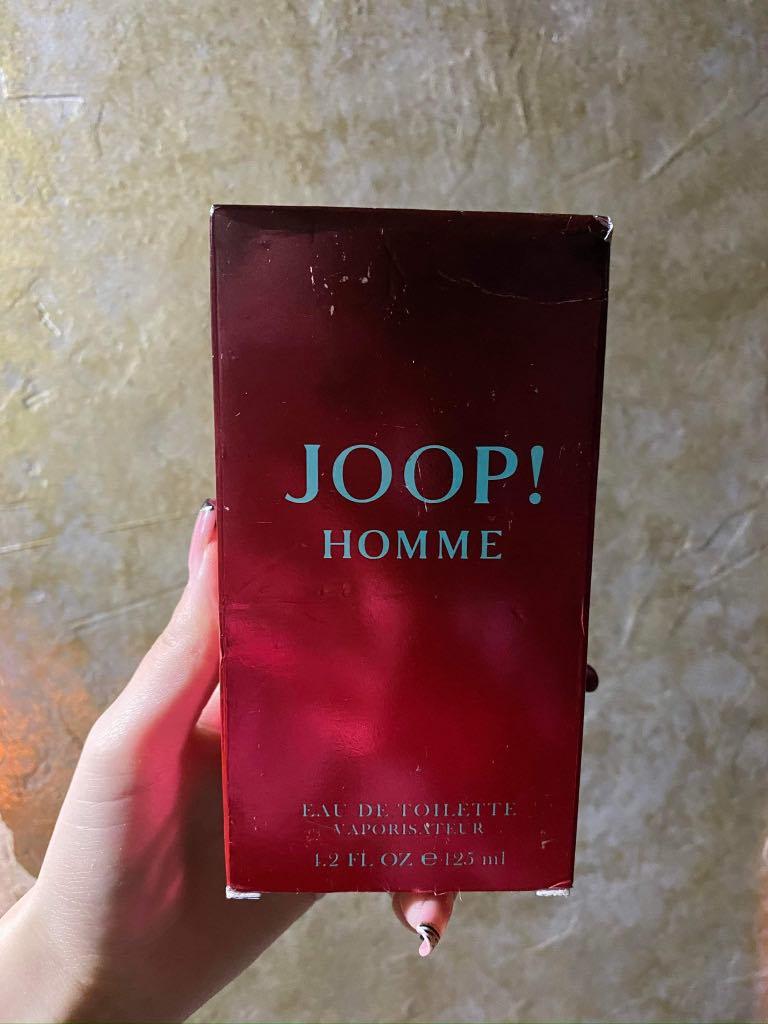 JOOP!
HOMME
EAU DE TOILETTE
VAPORISATEUR
4.2 FL OZ ℮ 125 ml